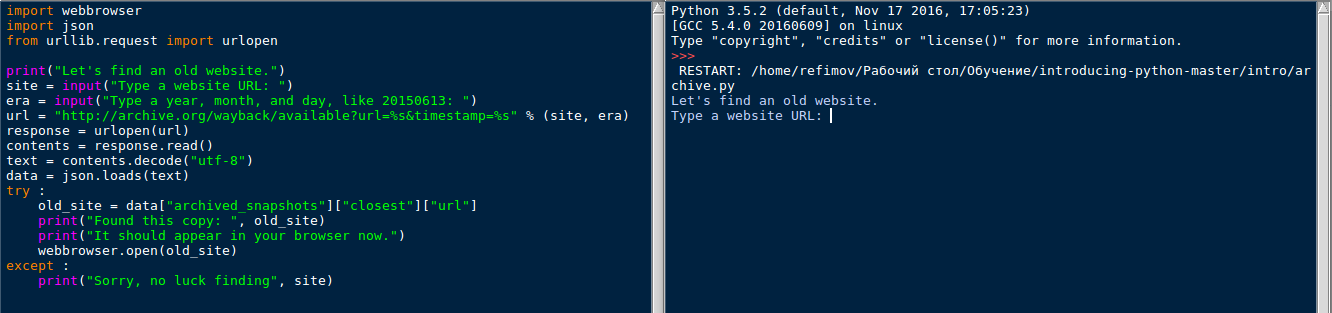 import webbrowser
import json
from urllib.request import urlopen

print("Let's find an old website.")
site = input("Type a website URL: ")
era = input("Type a year, month, and day, like 20150613: ")
url = "http://archive.org/wayback/available?url=%s&timestamp=%s" % (site, era)
response = urlopen(url)
contents = response.read()
text = contents.decode("utf-8")
data = json.loads(text)
try :
    old_site = data["archived_snapshots"]["closest"]["url"]
    print("Found this copy: ", old_site)
    print("It should appear in your browser now.")
    webbrowser.open(old_site)
except :
    print("Sorry, no luck finding", site)
Python 3.5.2 (default, Nov 17 2016, 17:05:23)
[GCC 5.4.0 20160609] on linux
Type "copyright", "credits" or "license()" for more information.
>>>
 RESTART: /home/refimov/Рабочий стол/Обучение/introducing-python-master/intro/ar
chive.py
Let's find an old website.
Type a website URL: